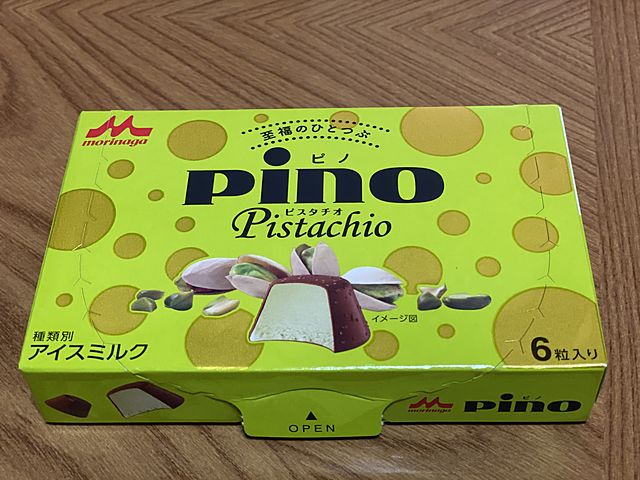 morinaga
至福のひとつぶ
ピノ
pino
ピスタチオ
Pistachio
イメージ図
種類別
アイスミルク
6粒入り
OPEN
morinaga
ピノ
pino